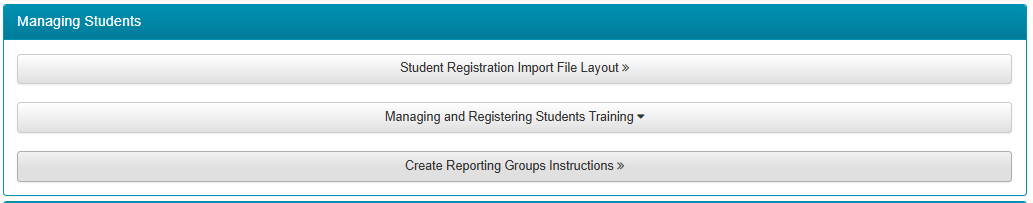 Managing Students
Student Registration Import File Layout »
Managing and Registering Students Training
Create Reporting Groups Instructions »